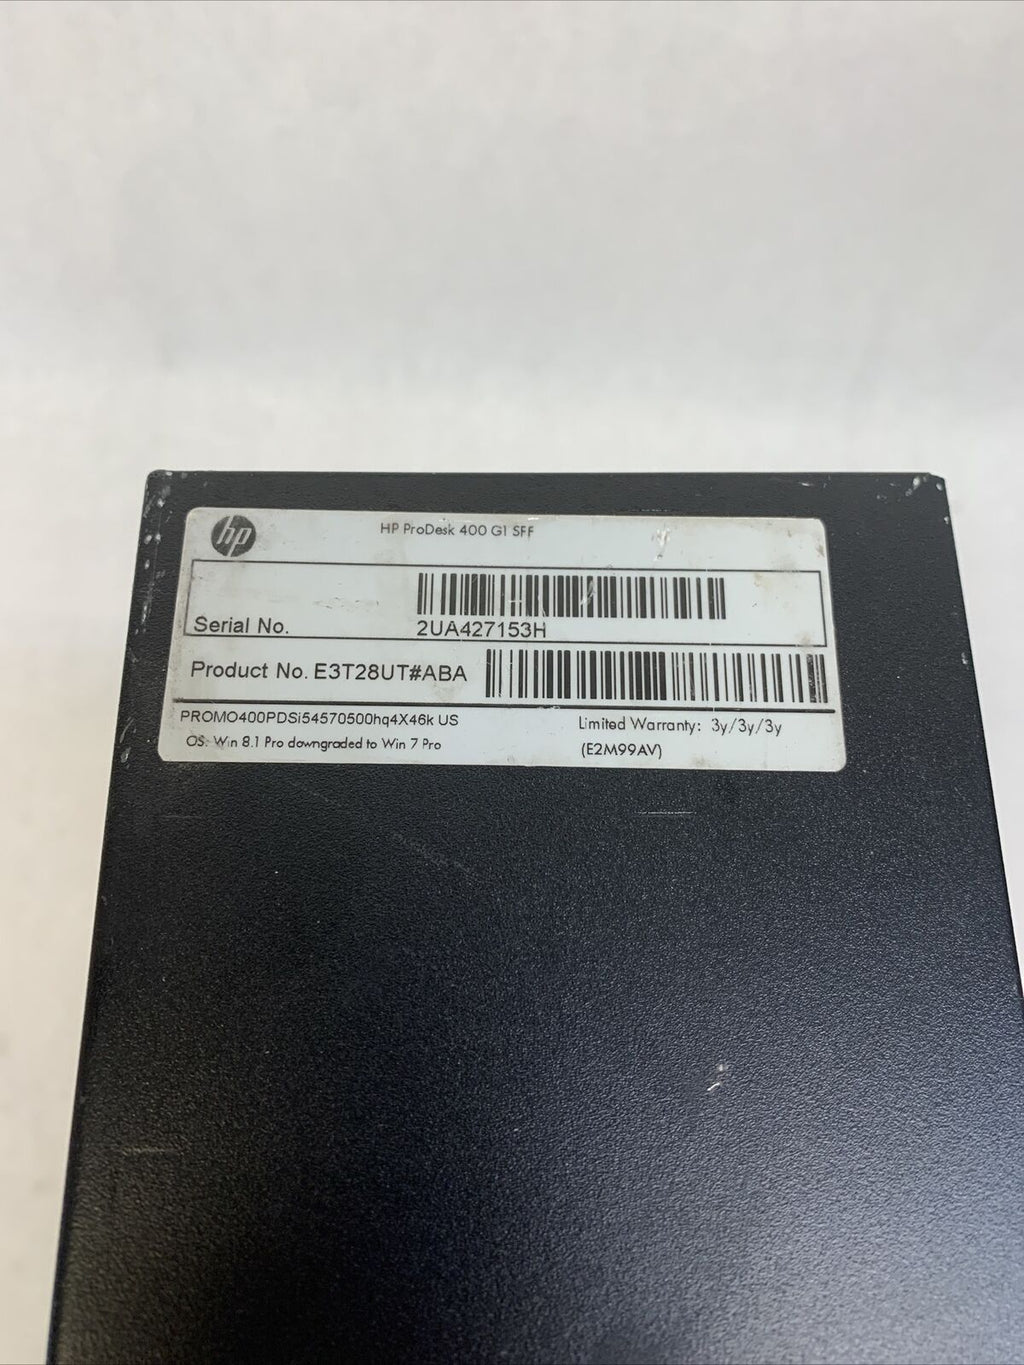 hp
HP ProDesk 400 G1 SFF
Serial No.
2UA427153H
Product No. E3T28UT#ABA
PROMO400PDSi54570500hq4X46k US
Limited Warranty: 3y/3y/3y
OS: Win 8.1 Pro downgraded to Win 7 Pro
(E2M99AV)